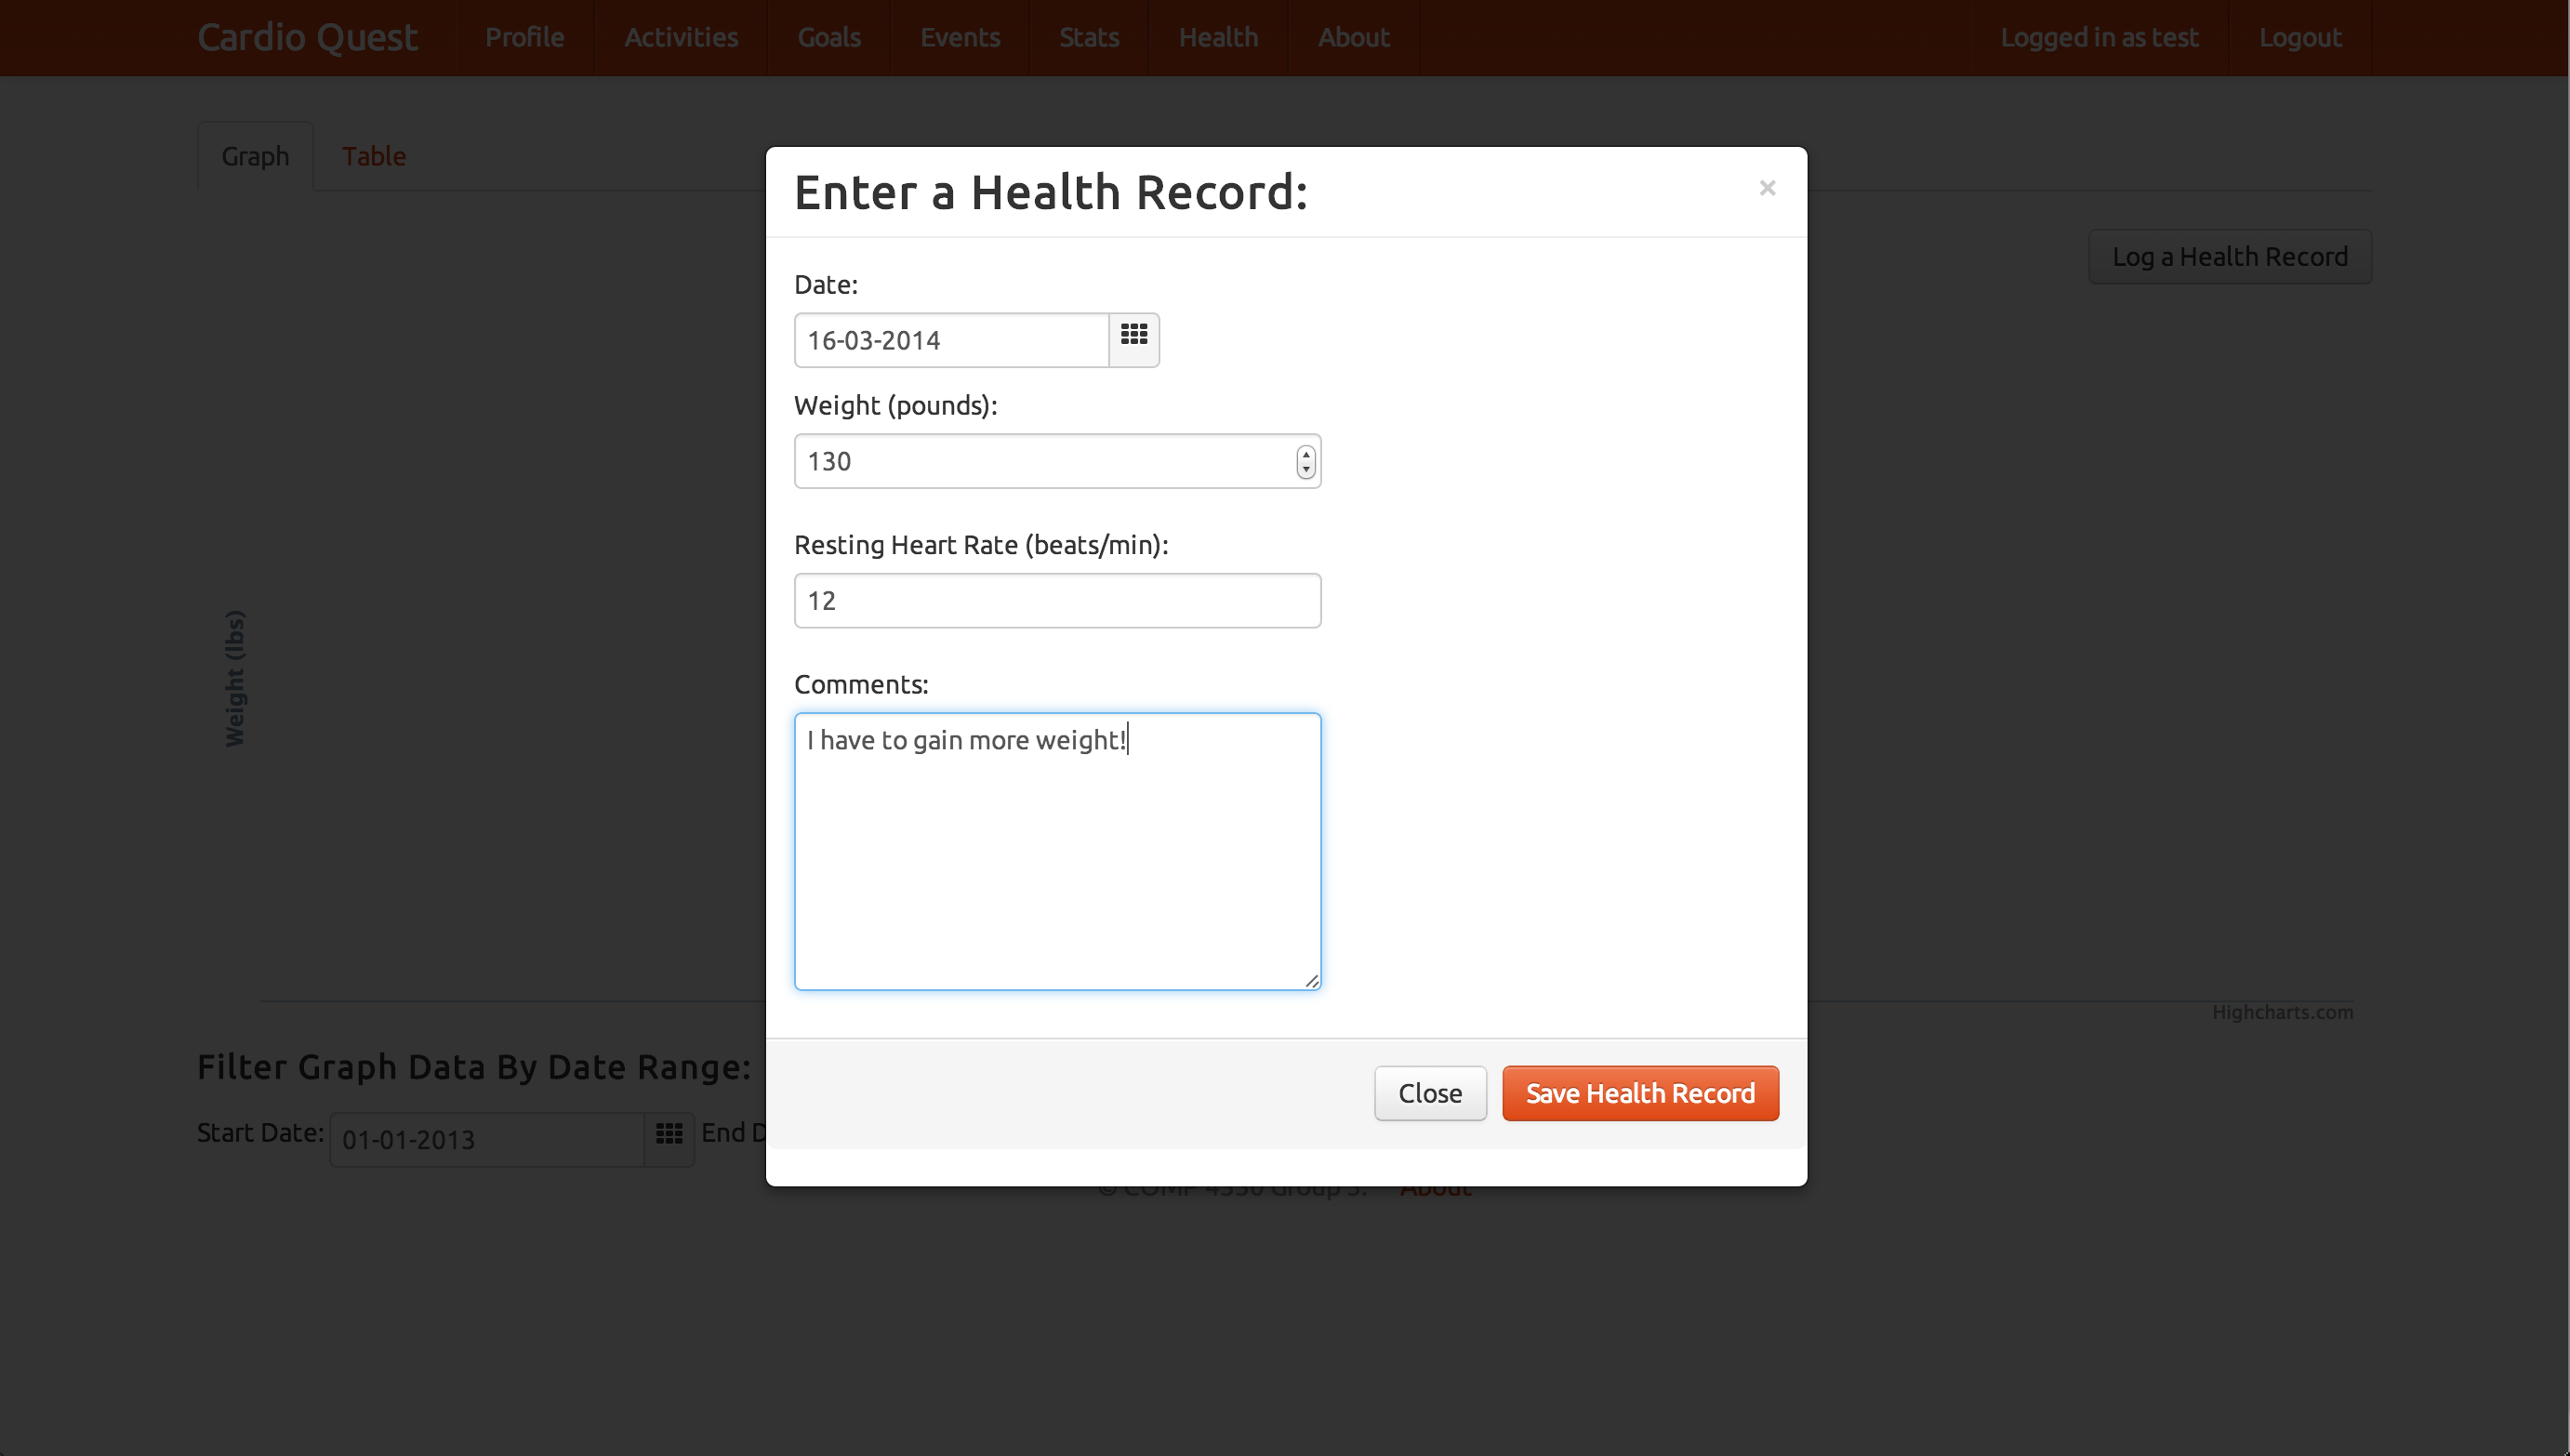 Cardio Quest Profile Activities Goals Events Stats Health About Logged in as test Logout
Graph Table
Log a Health Record
Weight (lbs)
Highcharts.com
Filter Graph Data By Date Range:
Start Date: 01-01-2013 End
Enter a Health Record: ×
Date:
16-03-2014
Weight (pounds):
130
Resting Heart Rate (beats/min):
12
Comments:
I have to gain more weight!
Close Save Health Record
© COMP 4350 Group 3. About